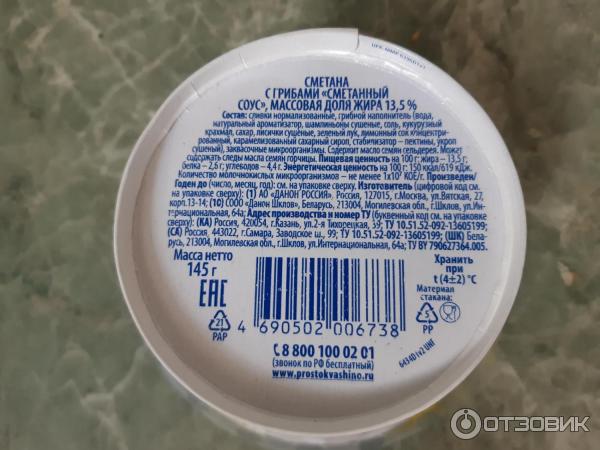 СМЕТАНА
С ГРИБАМИ «СМЕТАННЫЙ
СОУС», МАССОВАЯ ДОЛЯ ЖИРА 13,5 %
Состав: сливки нормализованные, грибной наполнитель (вода,
натуральный ароматизатор, шампиньоны сушеные, соль, кукурузный
крахмал, сахар, лисички сушёные, зеленый лук, лимонный сок концентри-
рованный, карамелизованный сахарный сироп, стабилизатор – пектины, укроп
сушеный), заквасочные микроорганизмы. Содержит масло семян сельдерея. Может
содержать следы масла семян горчицы. Пищевая ценность на 100 г: жира – 13,5 г;
белка – 2,6 г; углеводов – 4,4 г. Энергетическая ценность на 100 г: 150 ккал/619 кДж.
Количество молочнокислых микроорганизмов – не менее 1х10⁷ КОЕ/г. Произведен/
Годен до (число, месяц, год): см. на упаковке сверху. Изготовитель (цифровой код см.
на упаковке сверху): (1) АО «ДАНОН РОССИЯ», Россия, 127015, г.Москва, ул.Вятская, 27,
корп.13-14; (10) СООО «Данон Шклов», Беларусь, 213004, Могилевская обл., г.Шклов, ул.Ин-
тернациональная, 64а; Адрес производства и номер ТУ (буквенный код см. на упаковке
сверху): (КА) Россия, 420054, г.Казань, ул.2-я Тихорецкая, ТУ 10.51.52-092-13605199; (СК)
Россия, 443022, г.Самара, Заводское ш., 99; ТУ 10.51.52-092-13605199; (ШК) Бела-
русь, 213004, Могилевская обл., г.Шклов, ул.Интернациональная, 64а; ТУ BY 790627364.005.
Масса нетто
145 г
EAC
Хранить
при
t (4±2) °C
Материал
стакана:
21
PAP
4 690502 006738
5
PP
8 800 100 02 01
(звонок по РФ бесплатный)
www.prostokvashino.ru
64340 1v2 UNF
ОТЗОВИК